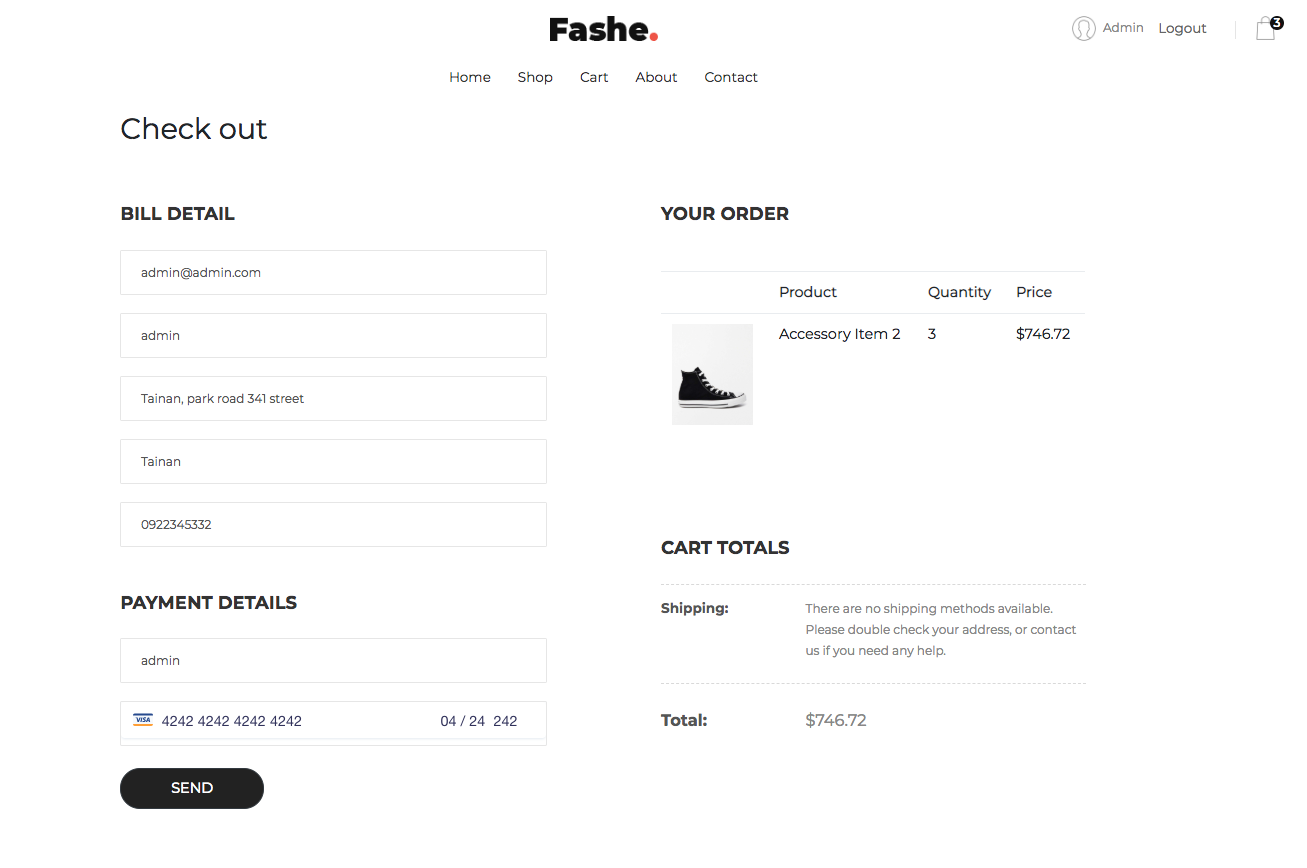 Fashe.
Admin Logout 3
Home Shop Cart About Contact
Check out
BILL DETAIL
admin@admin.com
admin
Tainan, park road 341 street
Tainan
0922345332
PAYMENT DETAILS
admin
VISA 4242 4242 4242 4242 04 / 24 242
SEND
YOUR ORDER
Product Quantity Price
Accessory Item 2 3 $746.72
CART TOTALS
Shipping: There are no shipping methods available.
Please double check your address, or contact
us if you need any help.
Total: $746.72